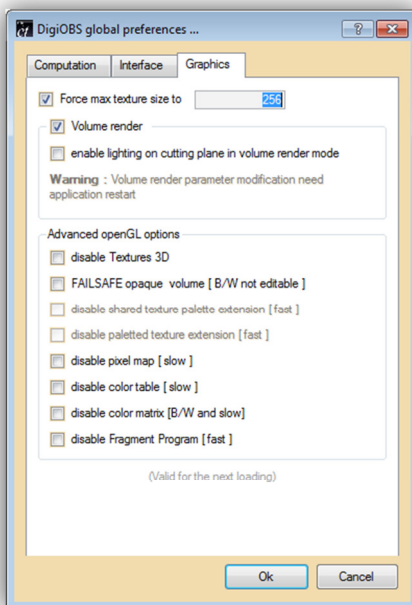 DigiOBS global preferences ...
Computation Interface Graphics
Force max texture size to 256
Volume render
enable lighting on cutting plane in volume render mode
Warning : Volume render parameter modification need
application restart
Advanced openGL options
disable Textures 3D
FAILSAFE opaque volume [ B/W not editable ]
disable shared texture palette extension [ fast ]
disable paletted texture extension [ fast ]
disable pixel map [ slow ]
disable color table [ slow ]
disable color matrix [B/W and slow]
disable Fragment Program [ fast ]
(Valid for the next loading)
Ok Cancel